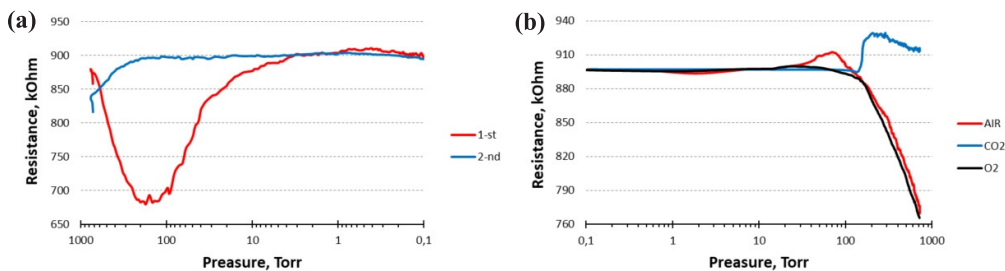 (a)
950
900
850
800
750
700
650
Resistance, kOhm
1000 100 10 1 0,1
Preasure, Torr
1-st
2-nd
(b)
940
910
880
850
820
790
760
Resistance, kOhm
0,1 1 10 100 1000
Preasure, Torr
AIR
CO2
O2